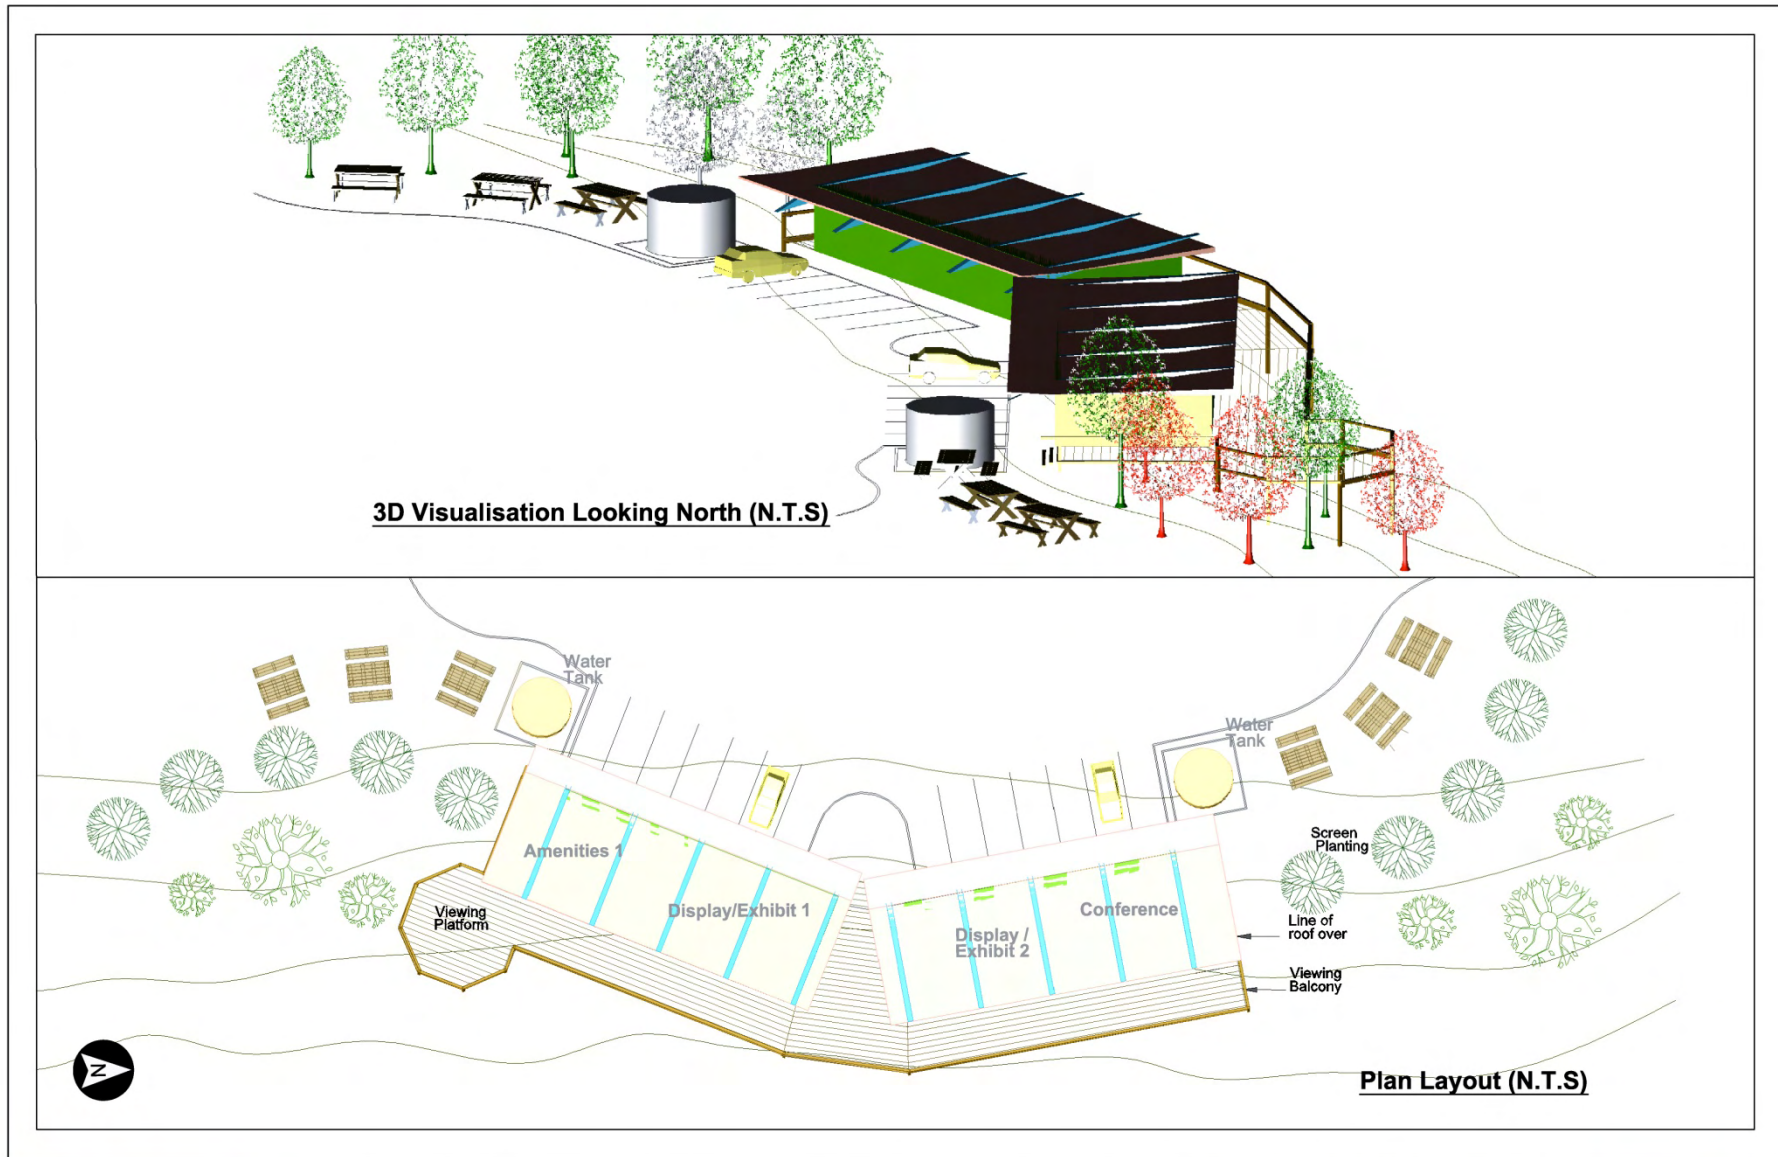 3D Visualisation Looking North (N.T.S)
Water
Tank
Water
Tank
Screen
Planting
Amenities 1
Display/Exhibit 1
Viewing
Platform
Display /
Exhibit 2
Conference
Line of
roof over
Viewing
Balcony
N
Plan Layout (N.T.S)